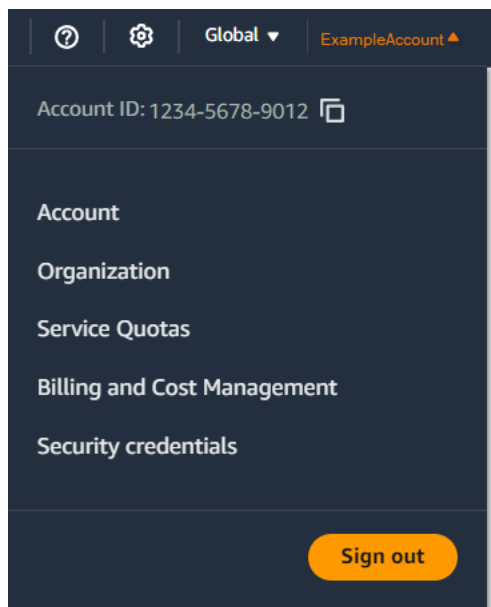 Global ExampleAccount
Account ID: 1234-5678-9012
Account
Organization
Service Quotas
Billing and Cost Management
Security credentials
Sign out